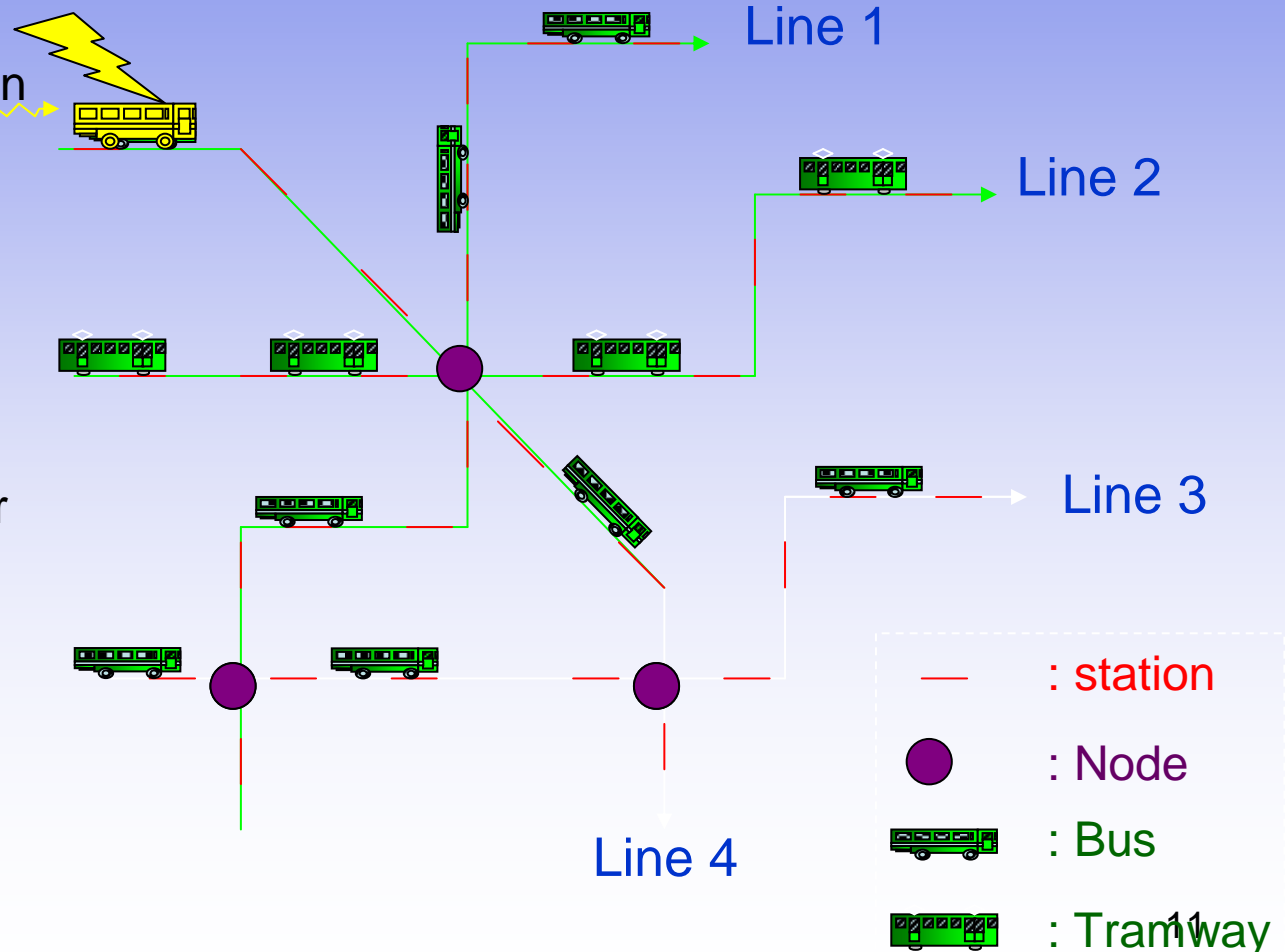 Line 1
n
Line 2
r
Line 3
: station
: Node
: Bus
Line 4
: Tramway
11